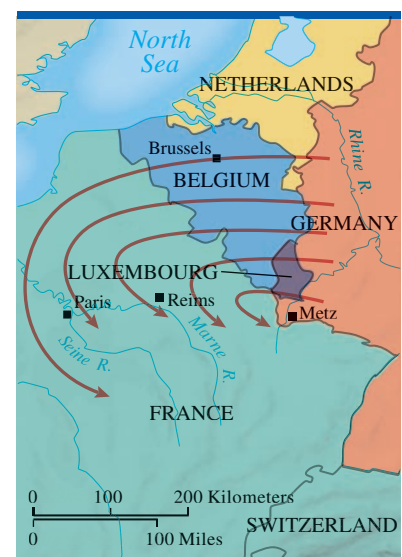 North
Sea
NETHERLANDS
Brussels
Rhine R.
BELGIUM
GERMANY
LUXEMBOURG
Paris
Reims
Metz
Marne R.
Seine R.
FRANCE
0 100 200 Kilometers
0 100 Miles
SWITZERLAND